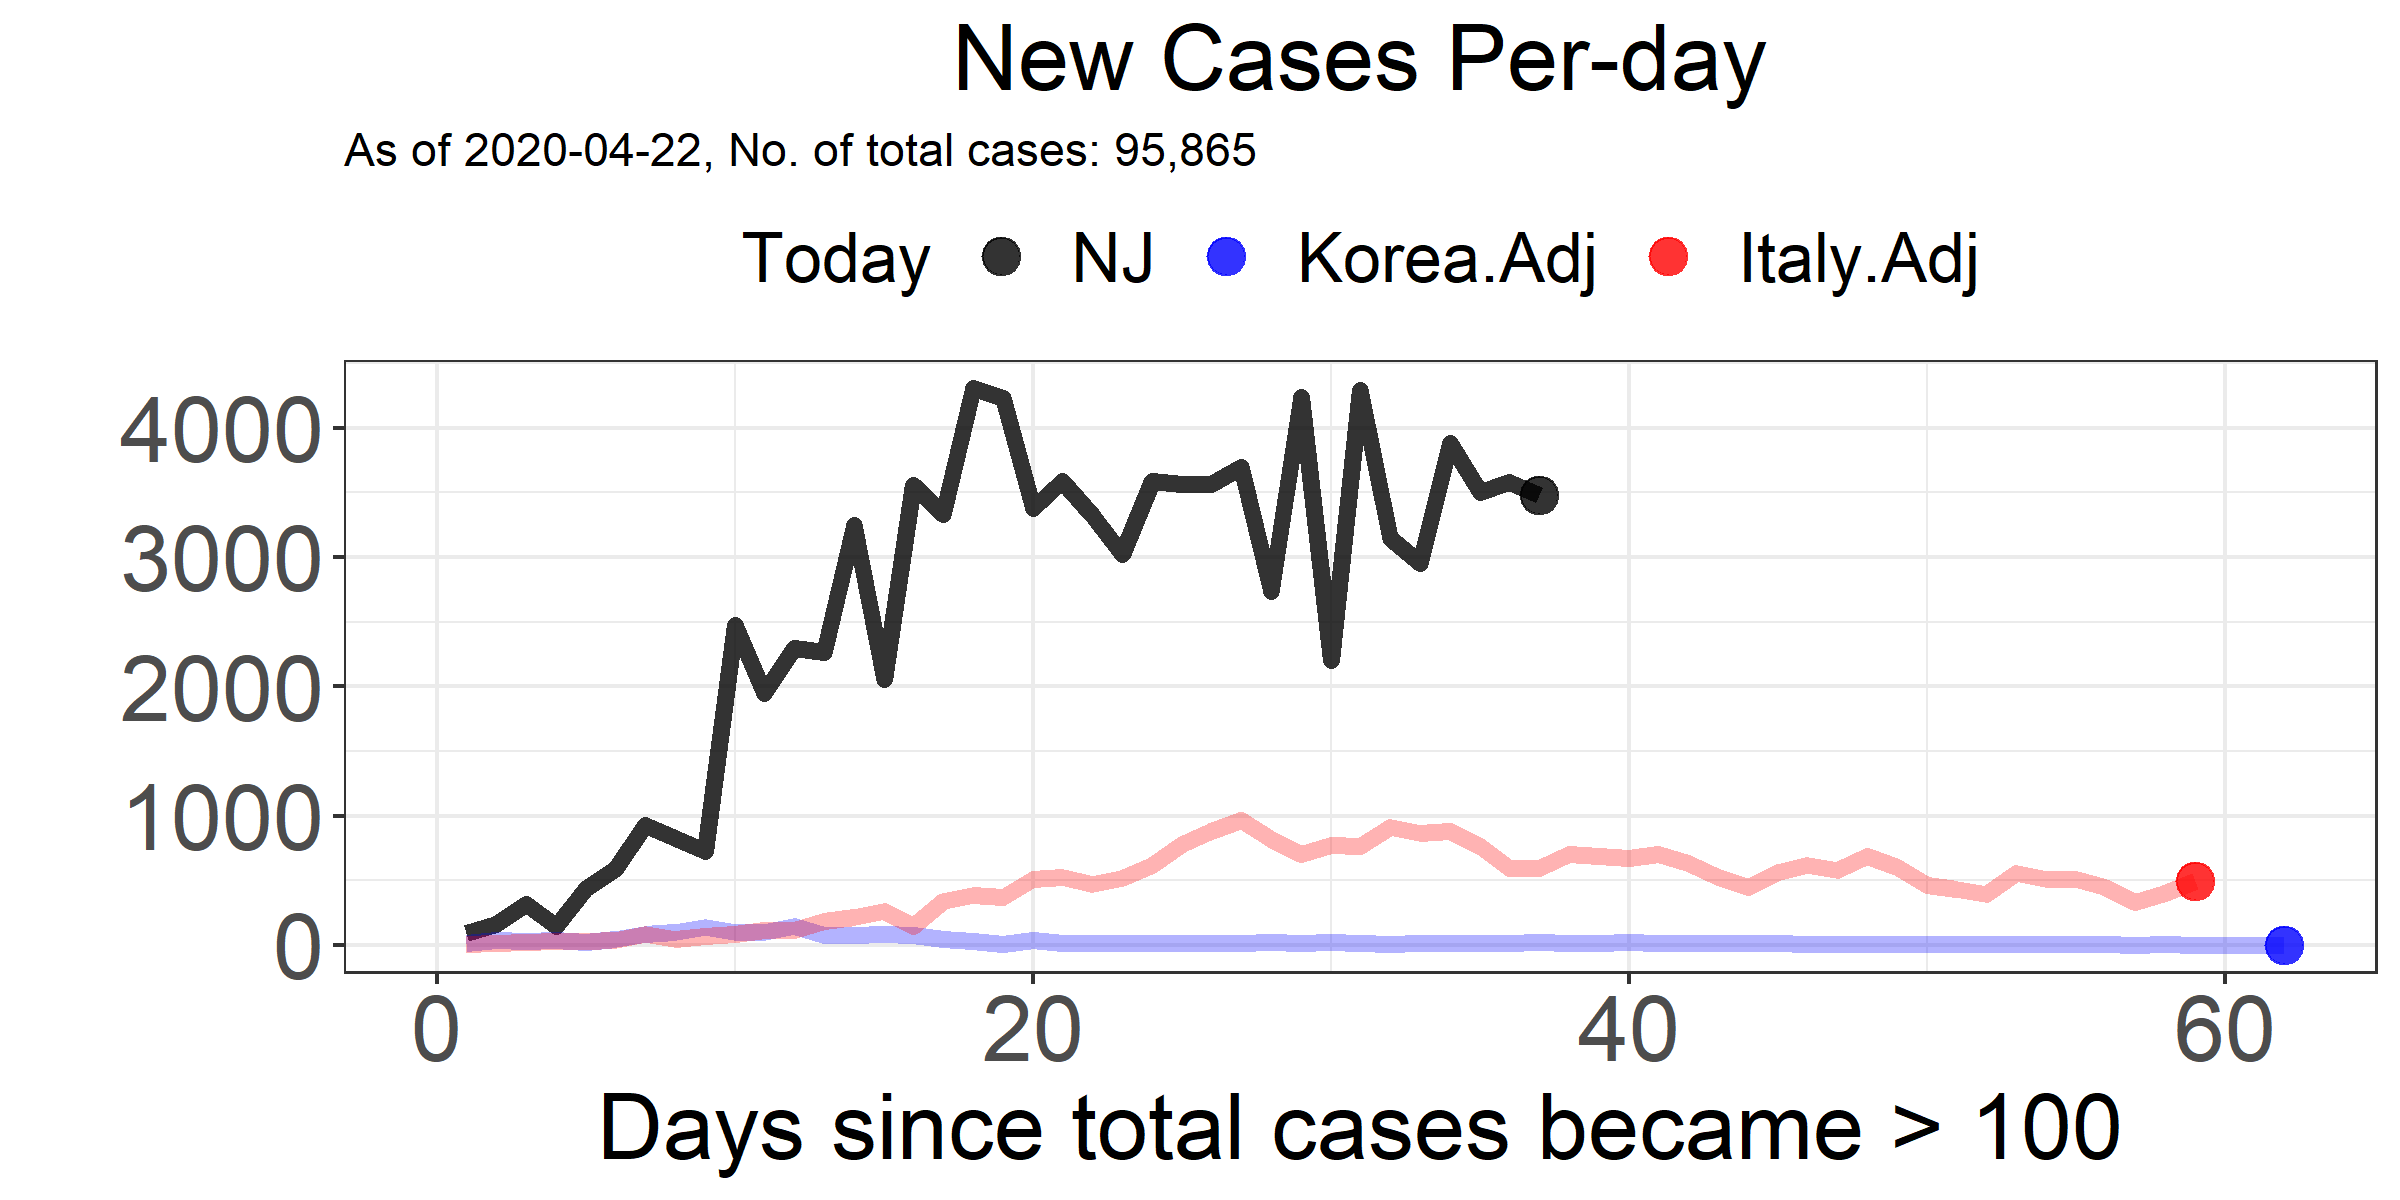 New Cases Per-day
As of 2020-04-22, No. of total cases: 95,865
Today NJ Korea.Adj Italy.Adj
4000
3000
2000
1000
0
0 20 40 60
Days since total cases became > 100